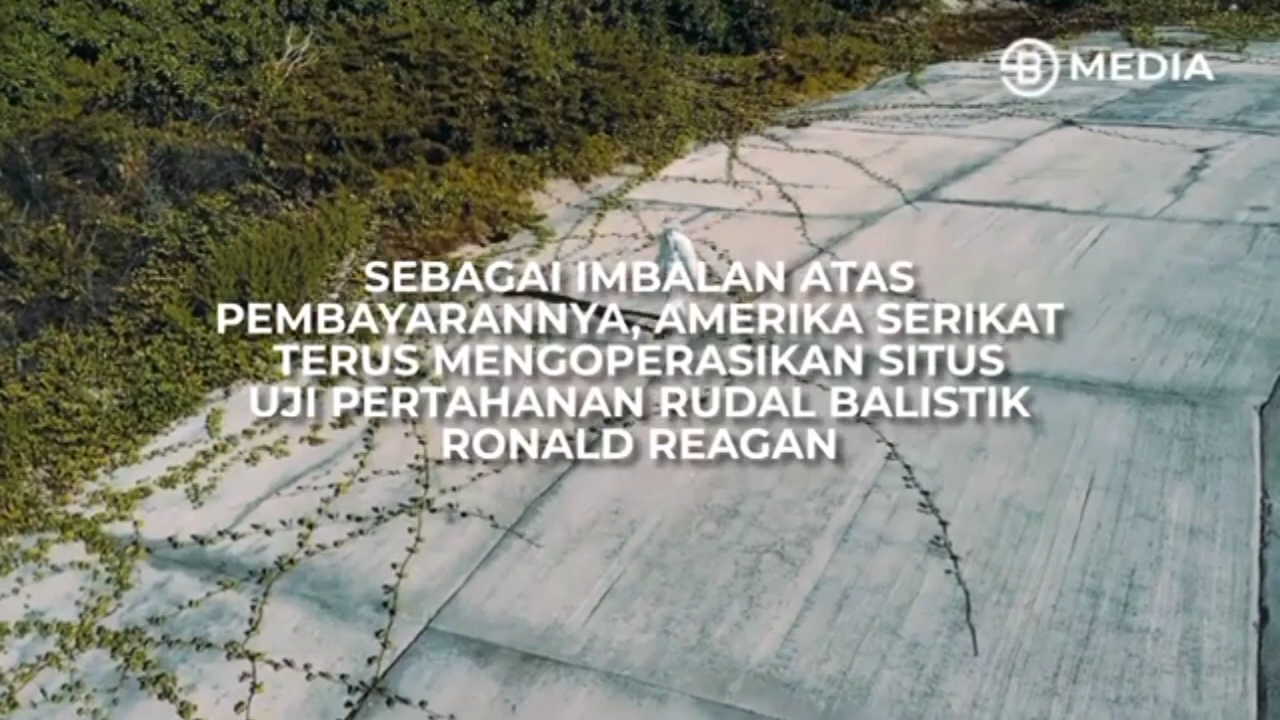 MEDIA
SEBAGAI IMBALAN ATAS
PEMBAYARANNYA, AMERIKA SERIKAT
TERUS MENGOPERASIKAN SITUS
UJI PERTAHANAN RUDAL BALISTIK
RONALD REAGAN